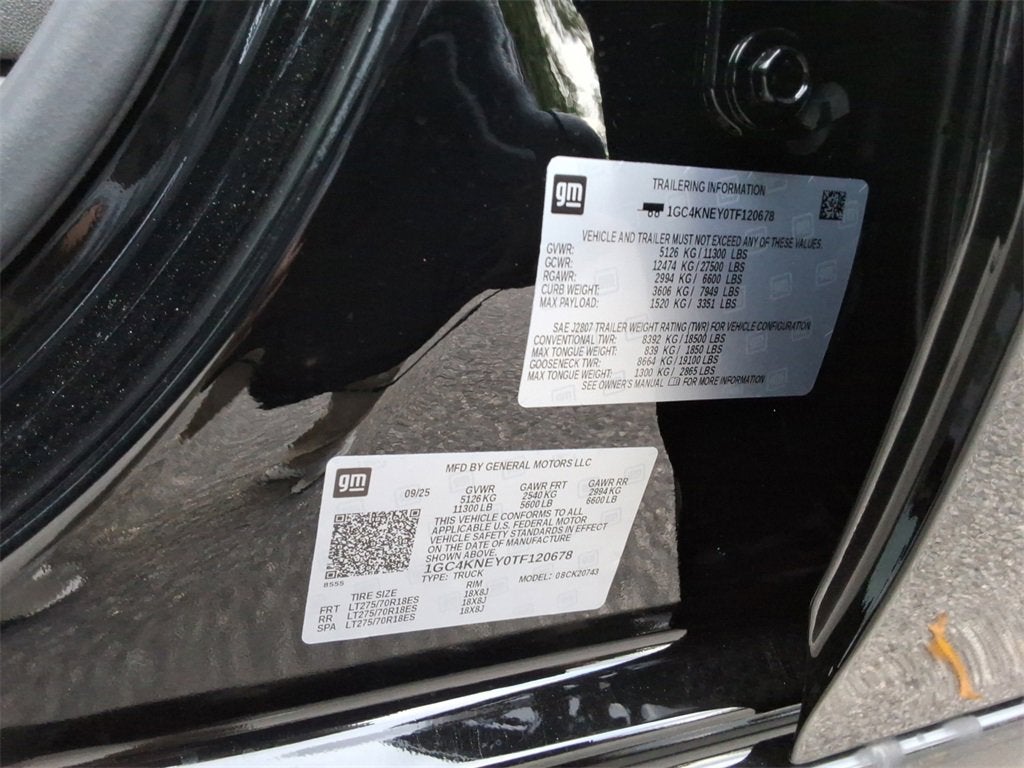 gm
TRAILERING INFORMATION
1GC4KNEY0TF120678
VEHICLE AND TRAILER MUST NOT EXCEED ANY OF THESE VALUES.
GVWR: 5126 KG / 11300 LBS
GCWR: 12474 KG / 27500 LBS
RGAWR: 2994 KG / 6600 LBS
CURB WEIGHT: 3606 KG / 7949 LBS
MAX PAYLOAD: 1520 KG / 3351 LBS
SAE J2807 TRAILER WEIGHT RATING (TWR) FOR VEHICLE CONFIGURATION
CONVENTIONAL TWR: 8392 KG / 18500 LBS
MAX TONGUE WEIGHT: 839 KG / 1850 LBS
GOOSENECK TWR: 8664 KG / 19100 LBS
MAX TONGUE WEIGHT: 1300 KG / 2865 LBS
SEE OWNER'S MANUAL FOR MORE INFORMATION
gm
MFD BY GENERAL MOTORS LLC
09/25 GVWR GAWR FRT GAWR RR
5126 KG 2540 KG 2994 KG
11300 LB 5600 LB 6600 LB
THIS VEHICLE CONFORMS TO ALL
APPLICABLE U.S. FEDERAL MOTOR
VEHICLE SAFETY STANDARDS IN EFFECT
ON THE DATE OF MANUFACTURE
SHOWN ABOVE.
1GC4KNEY0TF120678
8555 TYPE: TRUCK MODEL: 08CK20743
TIRE SIZE RIM
FRT LT275/70R18ES 18X8J
RR LT275/70R18ES 18X8J
SPA LT275/70R18ES 18X8J